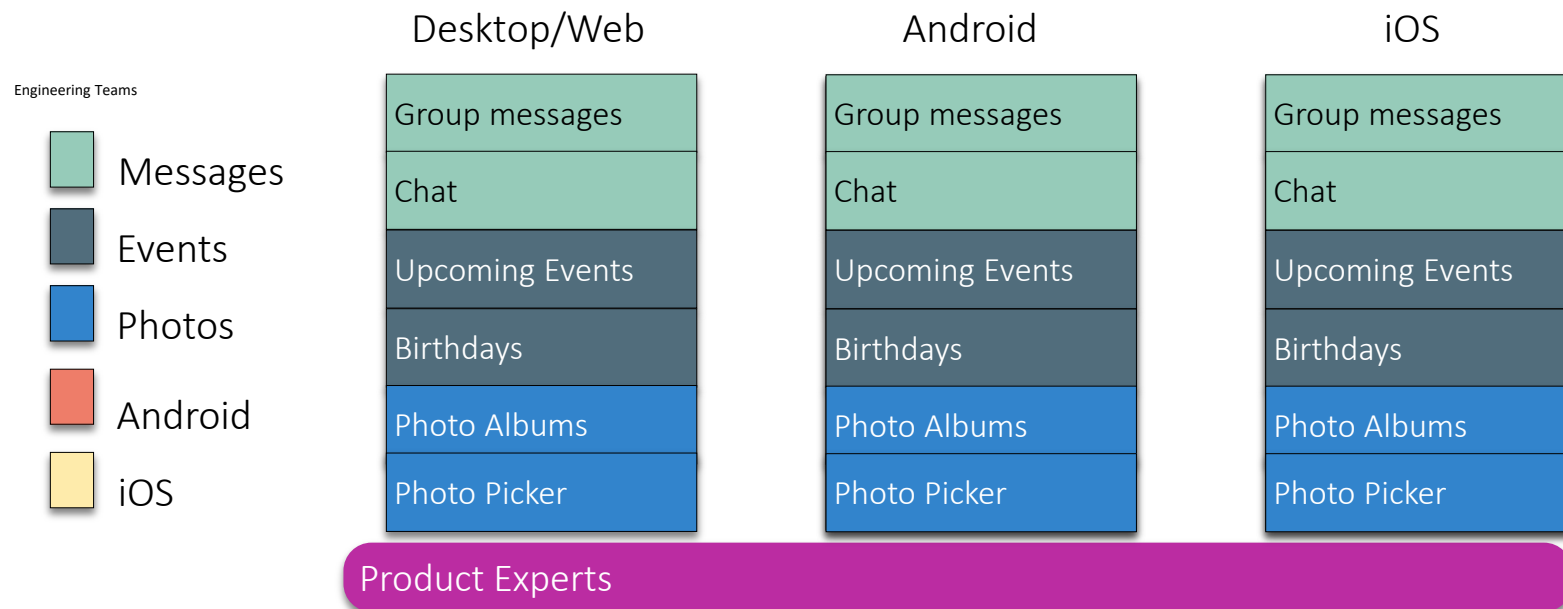 Desktop/Web
Android
iOS
Engineering Teams
Messages
Events
Photos
Android
iOS
Group messages
Chat
Upcoming Events
Birthdays
Photo Albums
Photo Picker
Group messages
Chat
Upcoming Events
Birthdays
Photo Albums
Photo Picker
Group messages
Chat
Upcoming Events
Birthdays
Photo Albums
Photo Picker
Product Experts